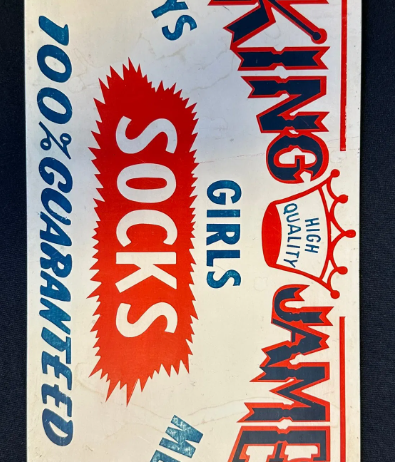 KING JAME
HIGH
QUALITY
YS GIRLS ME
SOCKS
100% GUARANTEED